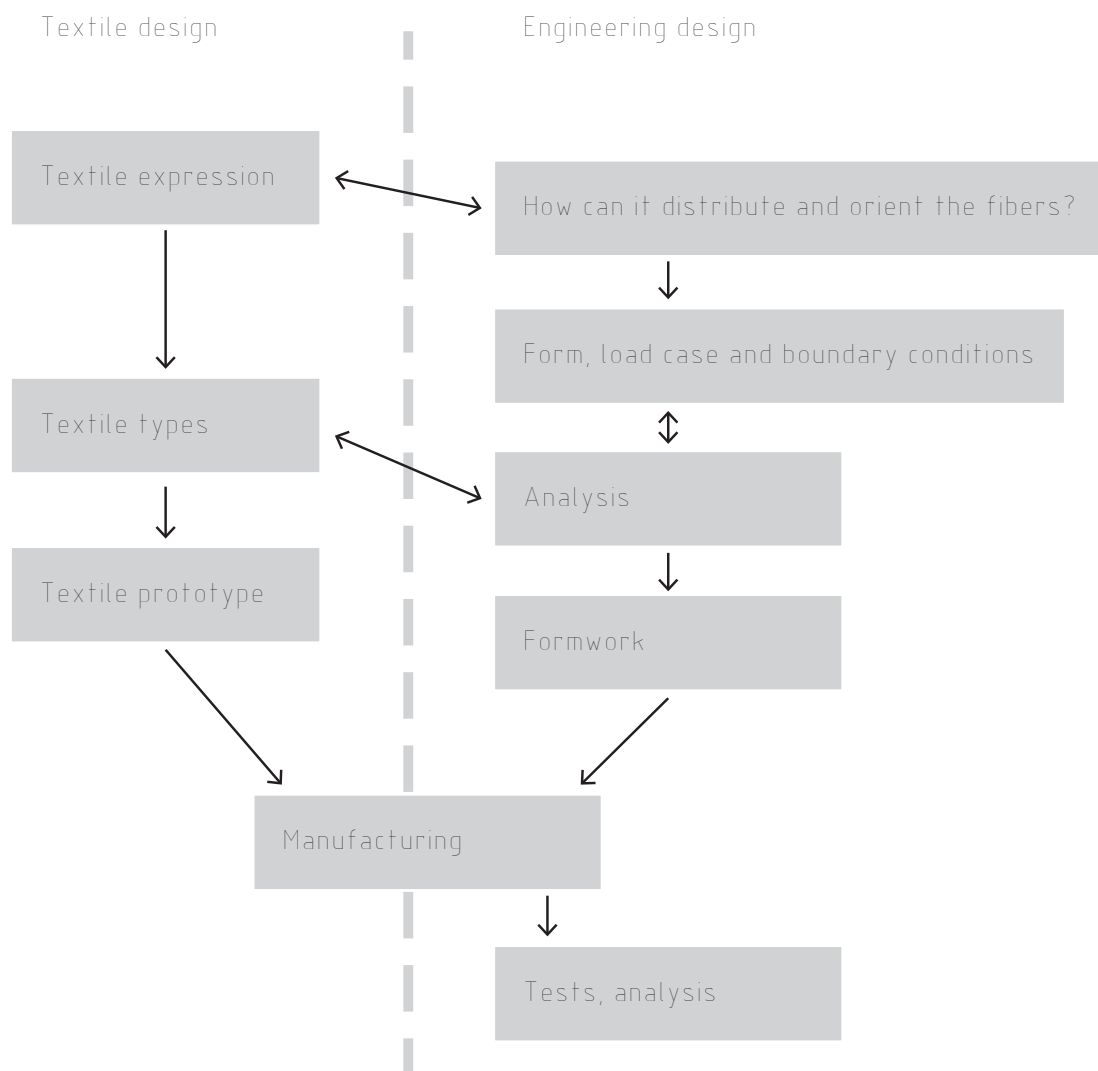 Textile design
Engineering design
Textile expression
How can it distribute and orient the fibers?
Form, load case and boundary conditions
Textile types
Analysis
Textile prototype
Formwork
Manufacturing
Tests, analysis